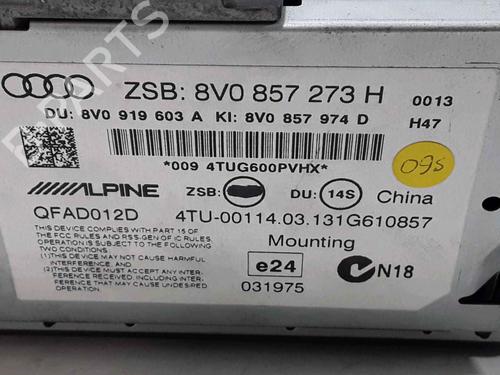 ZSB: 8V0 857 273 H
0013
DU: 8V0 919 603 A KI: 8V0 857 974 D
H47
*009 4TUG600PVHX*
09s
ALPINE
ZSB:
DU: 14S
China
QFAD012D
4TU-00114.03.131G610857
THIS DEVICE COMPLIES WITH PART 15 OF
THE FCC RULES AND RSS-GEN OF IC RULES.
OPERATION IS SUBJECT TO THE FOLLOWING
TWO CONDITIONS:
(1)THIS DEVICE MAY NOT CAUSE HARMFUL
INTERFERENCE, AND
(2)THIS DEVICE MUST ACCEPT ANY
INTERFERENCE RECEIVED, INCLUDING
INTERFERENCE THAT MAY CAUSE
UNDESIRED OPERATION.
Mounting
e24
031975
N18
PARTS